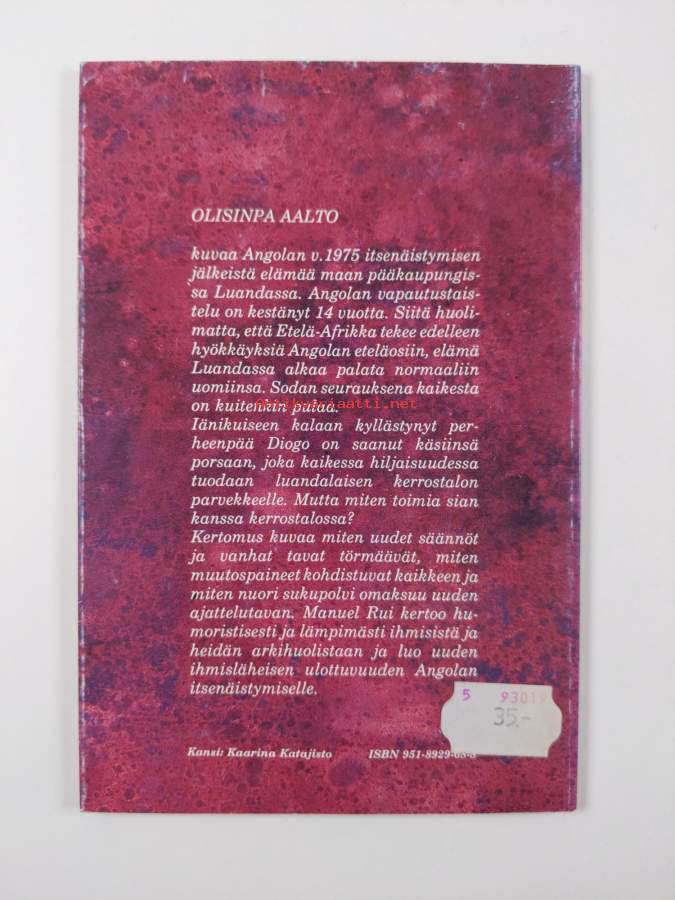 OLISINPA AALTO
kuvaa Angolan v.1975 itsenäistymisen
jälkeistä elämää maan pääkaupungis-
sa Luandassa. Angolan vapautustais-
telu on kestänyt 14 vuotta. Siitä huoli-
matta, että Etelä-Afrikka tekee edelleen
hyökkäyksiä Angolan eteläosiin, elämä
Luandassa alkaa palata normaaliin
uomiinsa. Sodan seurauksena kaikesta
on kuitenkin pulaa.
Iänikuiseen kalaan kyllästynyt per-
heenpää Diogo on saanut käsiinsä
porsaan, joka kaikessa hiljaisuudessa
tuodaan luandalaisen kerrostalon
parvekkeelle. Mutta miten toimia sian
kanssa kerrostalossa?
Kertomus kuvaa miten uudet säännöt
ja vanhat tavat törmäävät, miten
muutospaineet kohdistuvat kaikkeen ja
miten nuori sukupolvi omaksuu uuden
ajattelutavan. Manuel Rui kertoo hu-
moristisesti ja lämpimästi ihmisistä ja
heidän arkihuolistaan ja luo uuden
ihmisläheisen ulottuvuuden Angolan
itsenäistymiselle.
5 9301
35.-
Kansi: Kaarina Katajisto ISBN